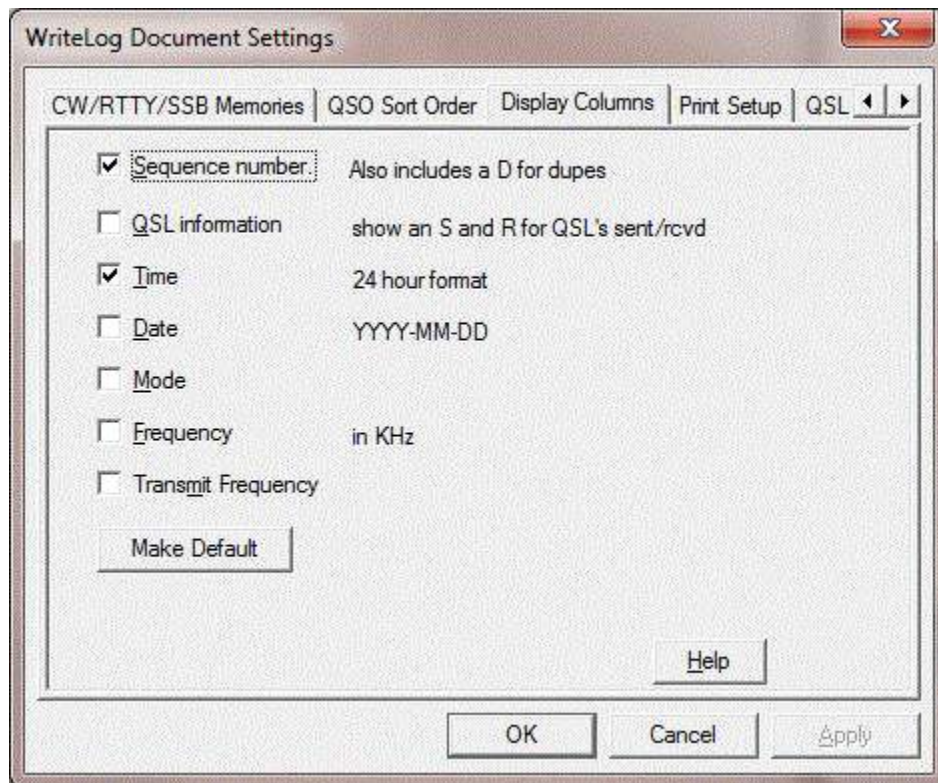 WriteLog Document Settings
CW/RTTY/SSB Memories QSO Sort Order Display Columns Print Setup QSL
Sequence number. Also includes a D for dupes
QSL information show an S and R for QSL's sent/rcvd
Time 24 hour format
Date YYYY-MM-DD
Mode
Frequency in KHz
Transmit Frequency
Make Default
Help
OK Cancel Apply